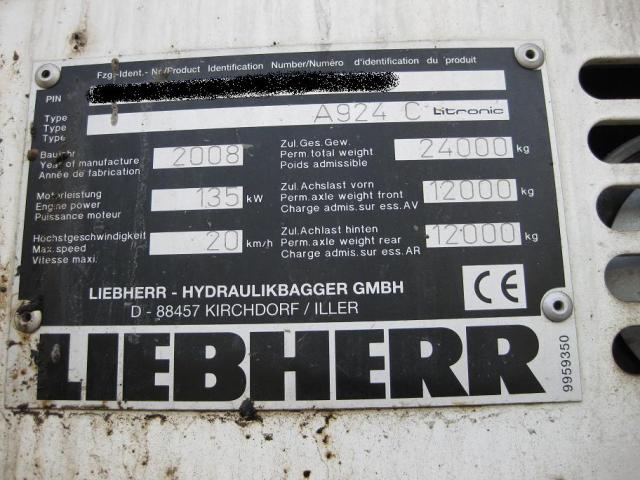 Fzg.-Ident.- Nr/Product Identification Number/Numéro d'identification du produit
PIN
Type
Type
Type
A924 C litronic
Baujahr
Year of manufacture
Année de fabrication
2008
Motorleistung
Engine power
Puissance moteur
135 kW
Höchstgeschwindigkeit
Max. speed
Vitesse maxi.
20 km/h
Zul. Ges. Gew.
Perm. total weight
Poids admissible
24000 kg
Zul. Achslast vorn
Perm. axle weight front
Charge admis. sur ess. AV
12000 kg
Zul. Achslast hinten
Perm. axle weight rear
Charge admis. sur ess. AR
12000 kg
LIEBHERR - HYDRAULIKBAGGER GMBH
D - 88457 KIRCHDORF / ILLER
CE
LIEBHERR
9959350